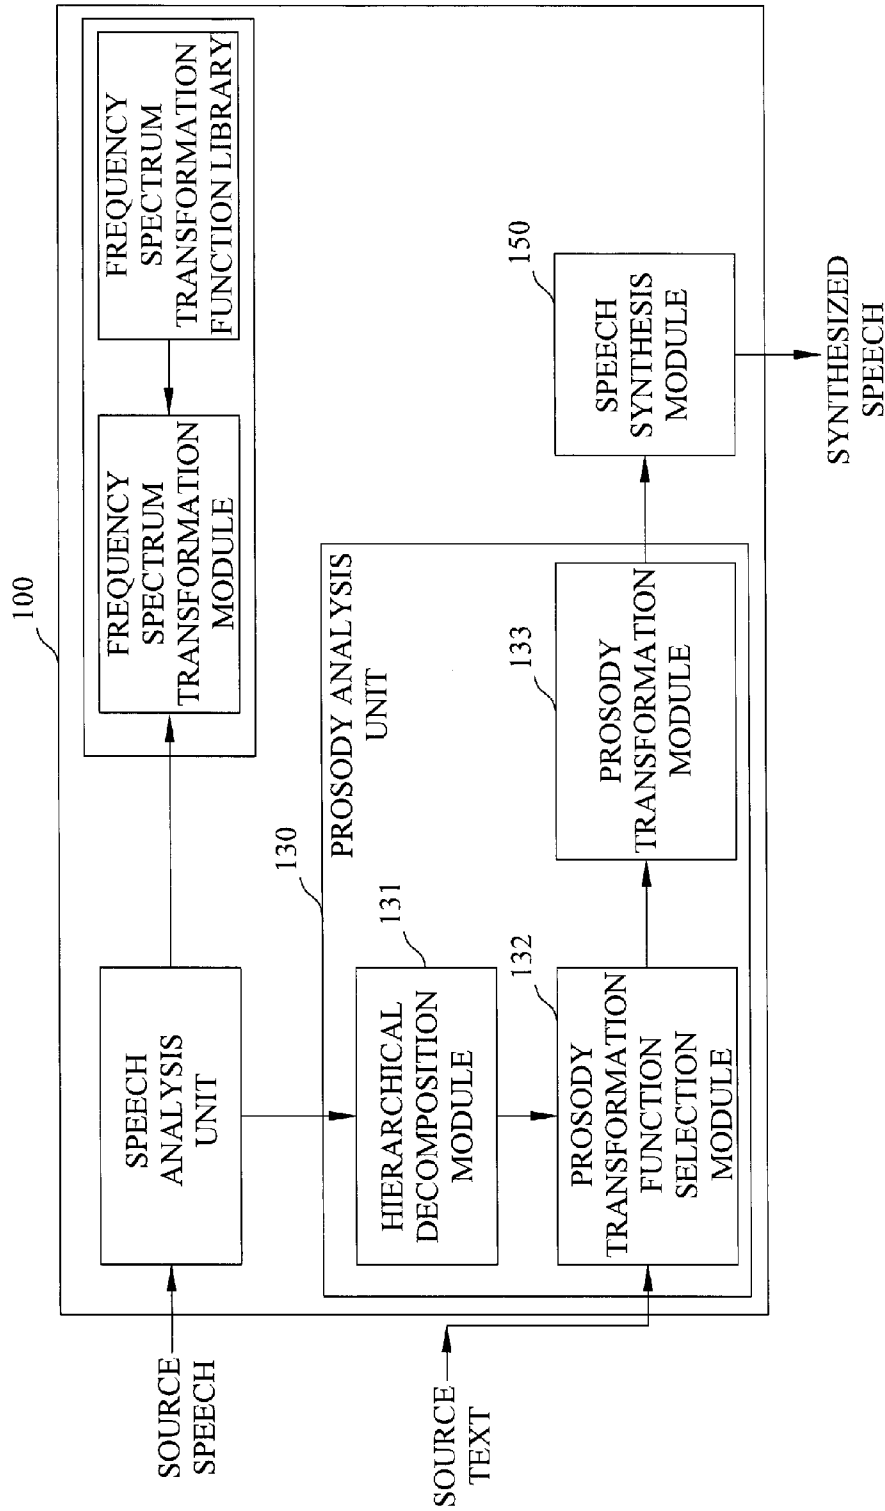 100
SOURCE
SPEECH
SPEECH
ANALYSIS
UNIT
FREQUENCY
SPECTRUM
TRANSFORMATION
MODULE
FREQUENCY
SPECTRUM
TRANSFORMATION
FUNCTION LIBRARY
130
PROSODY ANALYSIS
UNIT
131
HIERARCHICAL
DECOMPOSITION
MODULE
SOURCE
TEXT
132
PROSODY
TRANSFORMATION
FUNCTION
SELECTION
MODULE
133
PROSODY
TRANSFORMATION
MODULE
150
SPEECH
SYNTHESIS
MODULE
SYNTHESIZED
SPEECH